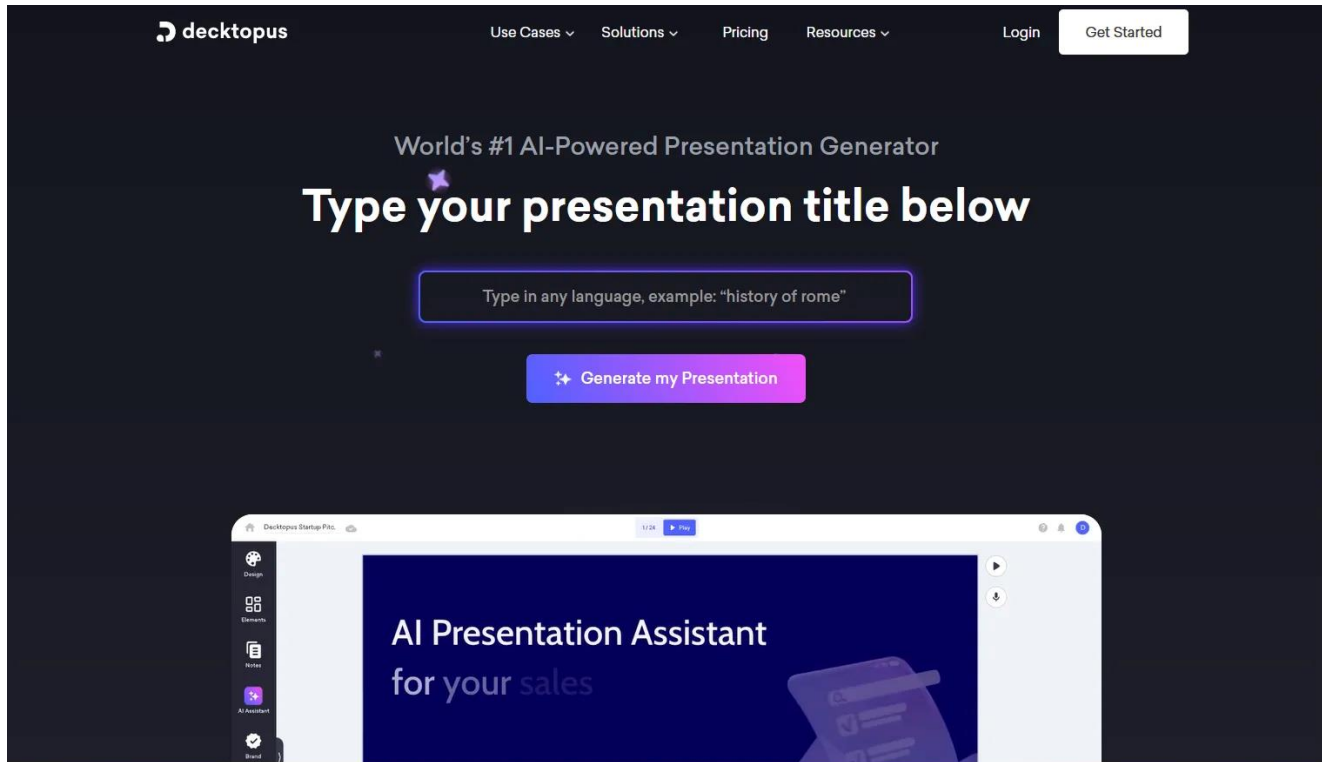 decktopus
Use Cases Solutions Pricing Resources Login Get Started
World's #1 AI-Powered Presentation Generator
Type your presentation title below
Type in any language, example: “history of rome”
Generate my Presentation
Decktopus Startup Pitc. 1/28 Play D
Design
Elements
Notes
AI Assistant
Brand
AI Presentation Assistant
for your sales